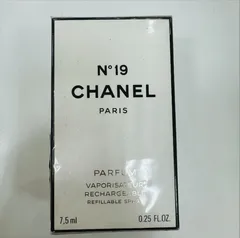 N°19
CHANEL
PARIS
PARFUM
VAPORISATEUR
RECHARGEABLE
REFILLABLE SPRAY
7,5 ml 0.25 FL.OZ.